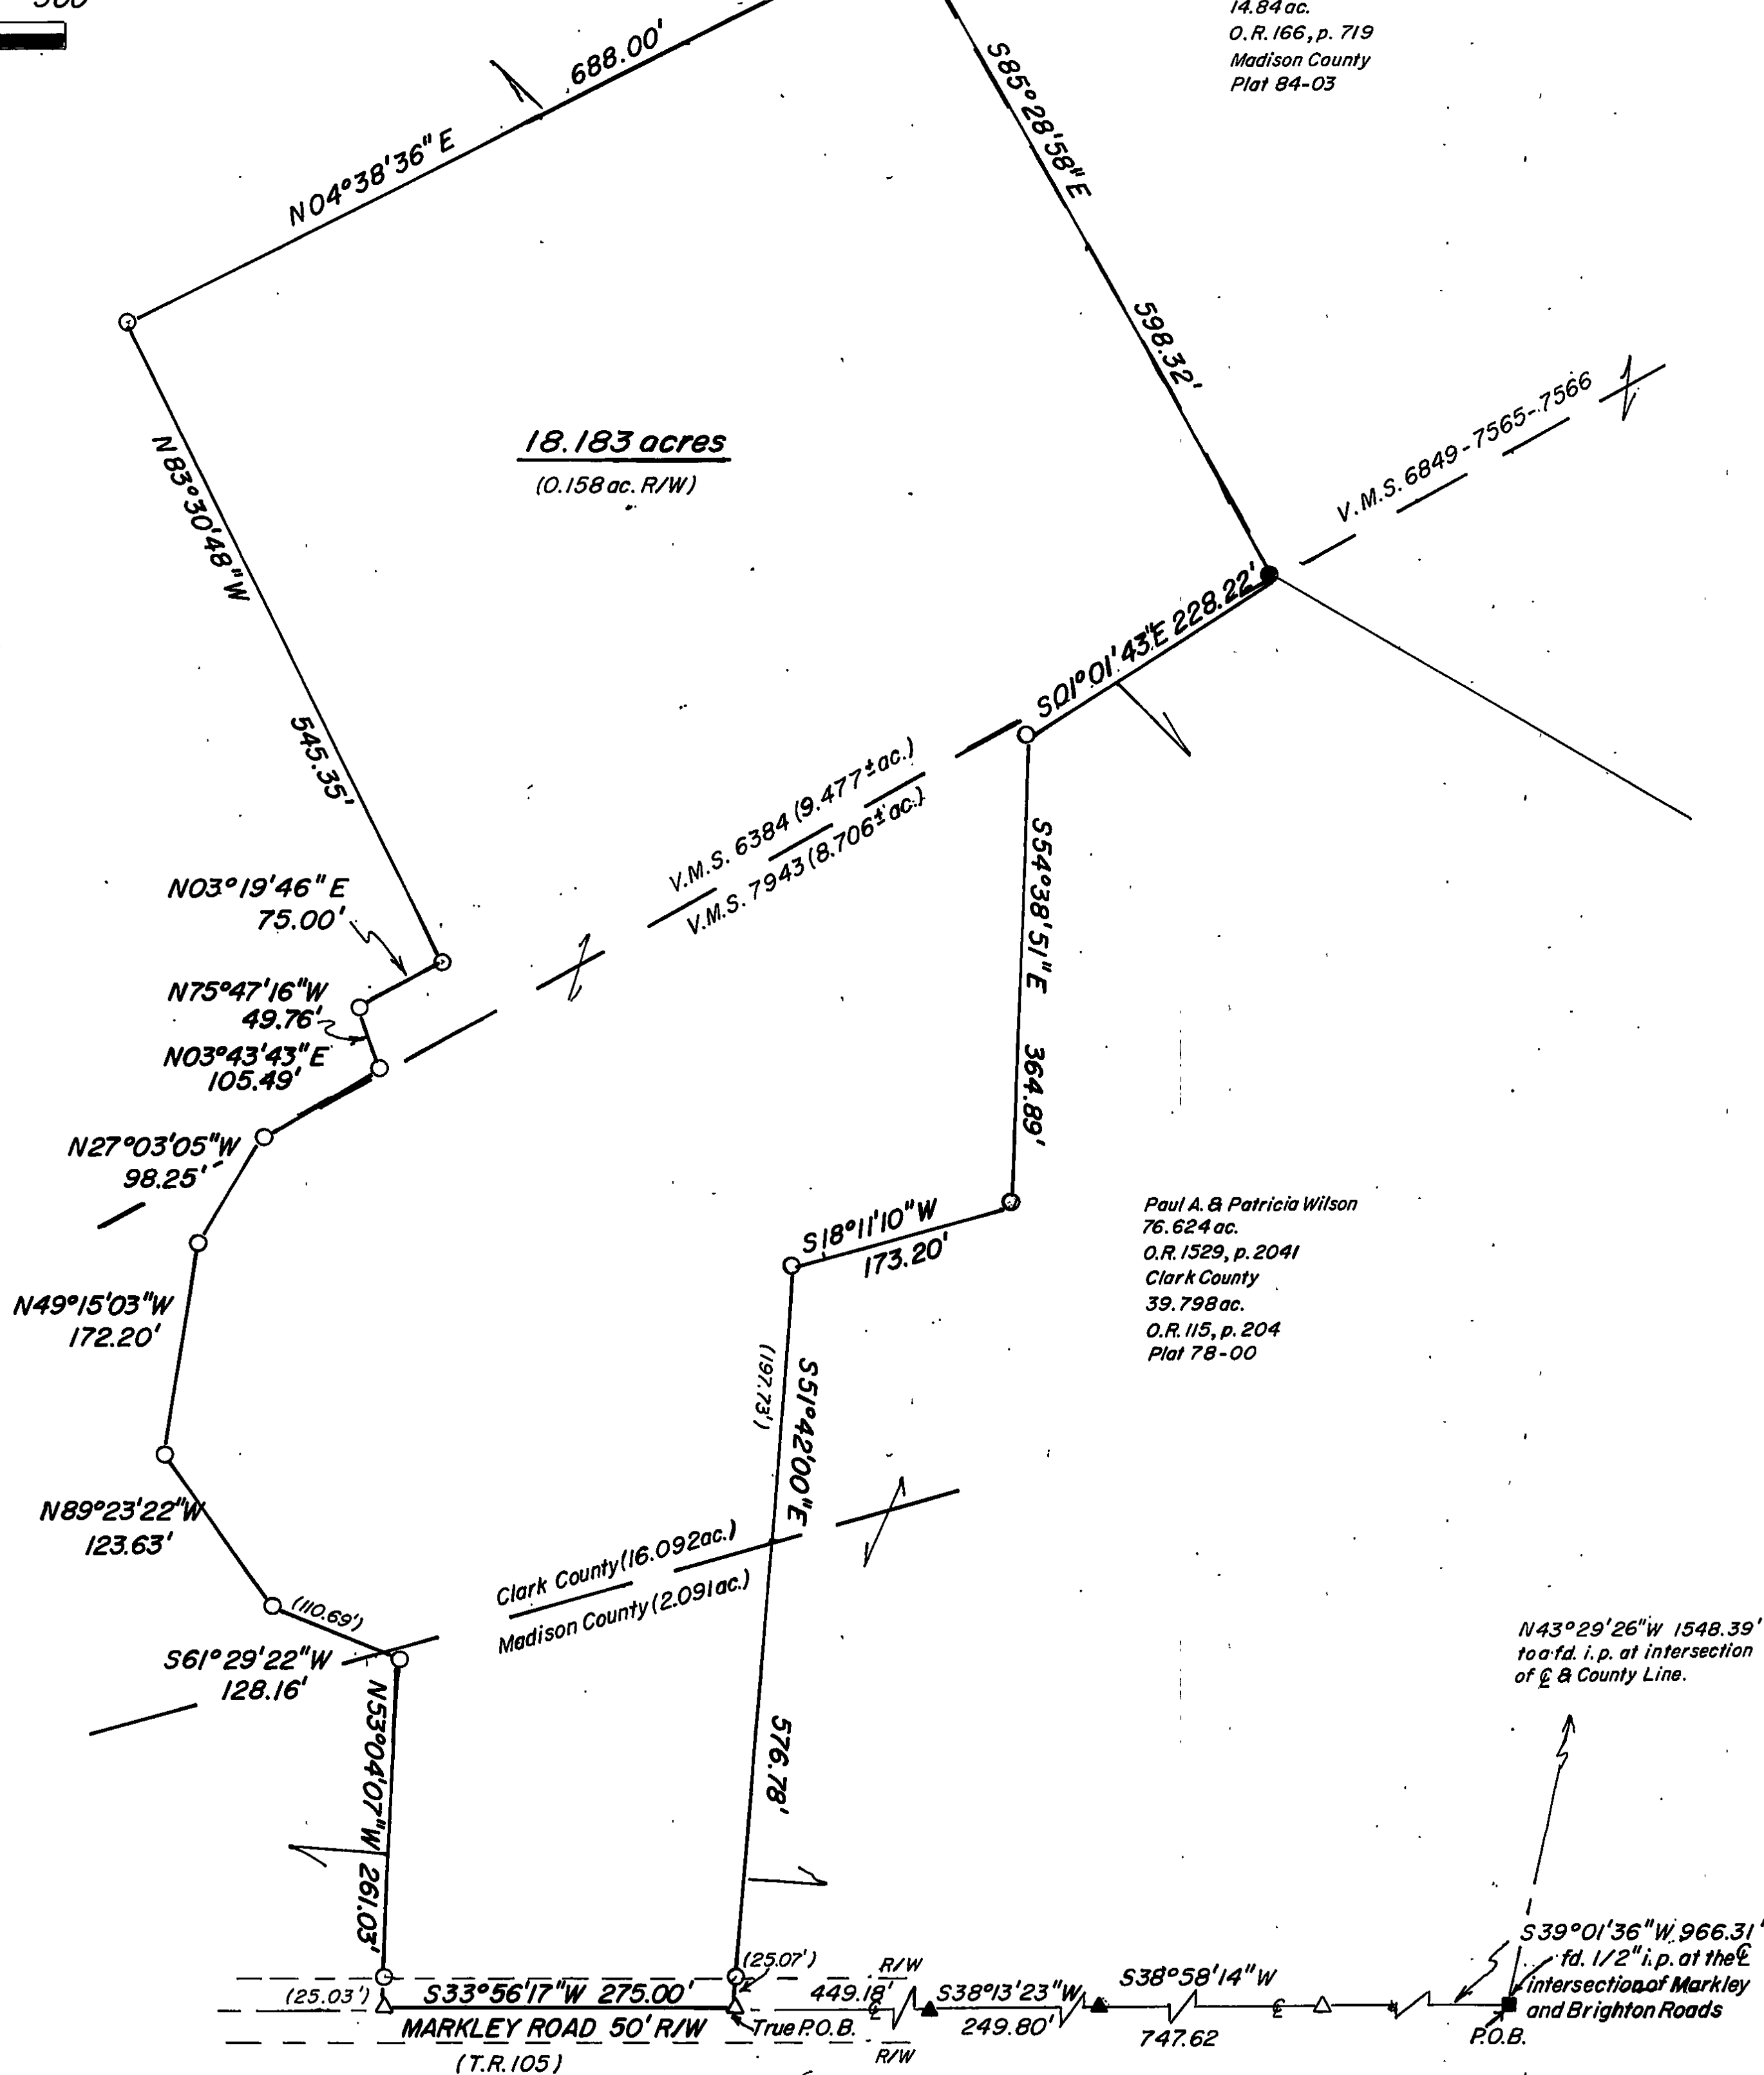 14.84 ac.
O.R. 166, p. 719
Madison County
Plat 84-03
688.00'
N04°38'36"E
S85°28'58"E
598.32'
18.183 acres
(0.158 ac. R/W)
N83°30'48"W
545.35'
V.M.S. 6849-7565-7566
S01°01'43"E 228.22'
V.M.S. 6384 (9.477±ac.)
V.M.S. 7943 (8.706±ac.)
N03°19'46"E
75.00'
N75°47'16"W
49.76'
N03°43'43"E
105.49'
N27°03'05"W
98.25'
S54°38'51"E 364.89'
S18°11'10"W
173.20'
Paul A. & Patricia Wilson
76.624 ac.
O.R. 1529, p. 2041
Clark County
39.798 ac.
O.R. 115, p. 204
Plat 78-00
N49°15'03"W
172.20'
(197.73')
S51°42'00"E
576.78'
N89°23'22"W
123.63'
(110.69')
Clark County (16.092ac.)
Madison County (2.091ac.)
S61°29'22"W
128.16'
N53°04'07"W 261.03'
N43°29'26"W 1548.39'
to a fd. i.p. at intersection
of ℄ & County Line.
S39°01'36"W 966.31'
fd. 1/2" i.p. at the ℄
intersection of Markley
and Brighton Roads
P.O.B.
(25.07')
R/W
(25.03')
S33°56'17"W 275.00'
449.18'
℄
S38°13'23"W
249.80'
S38°58'14"W
747.62
℄
MARKLEY ROAD 50' R/W
True P.O.B.
R/W
(T.R. 105)